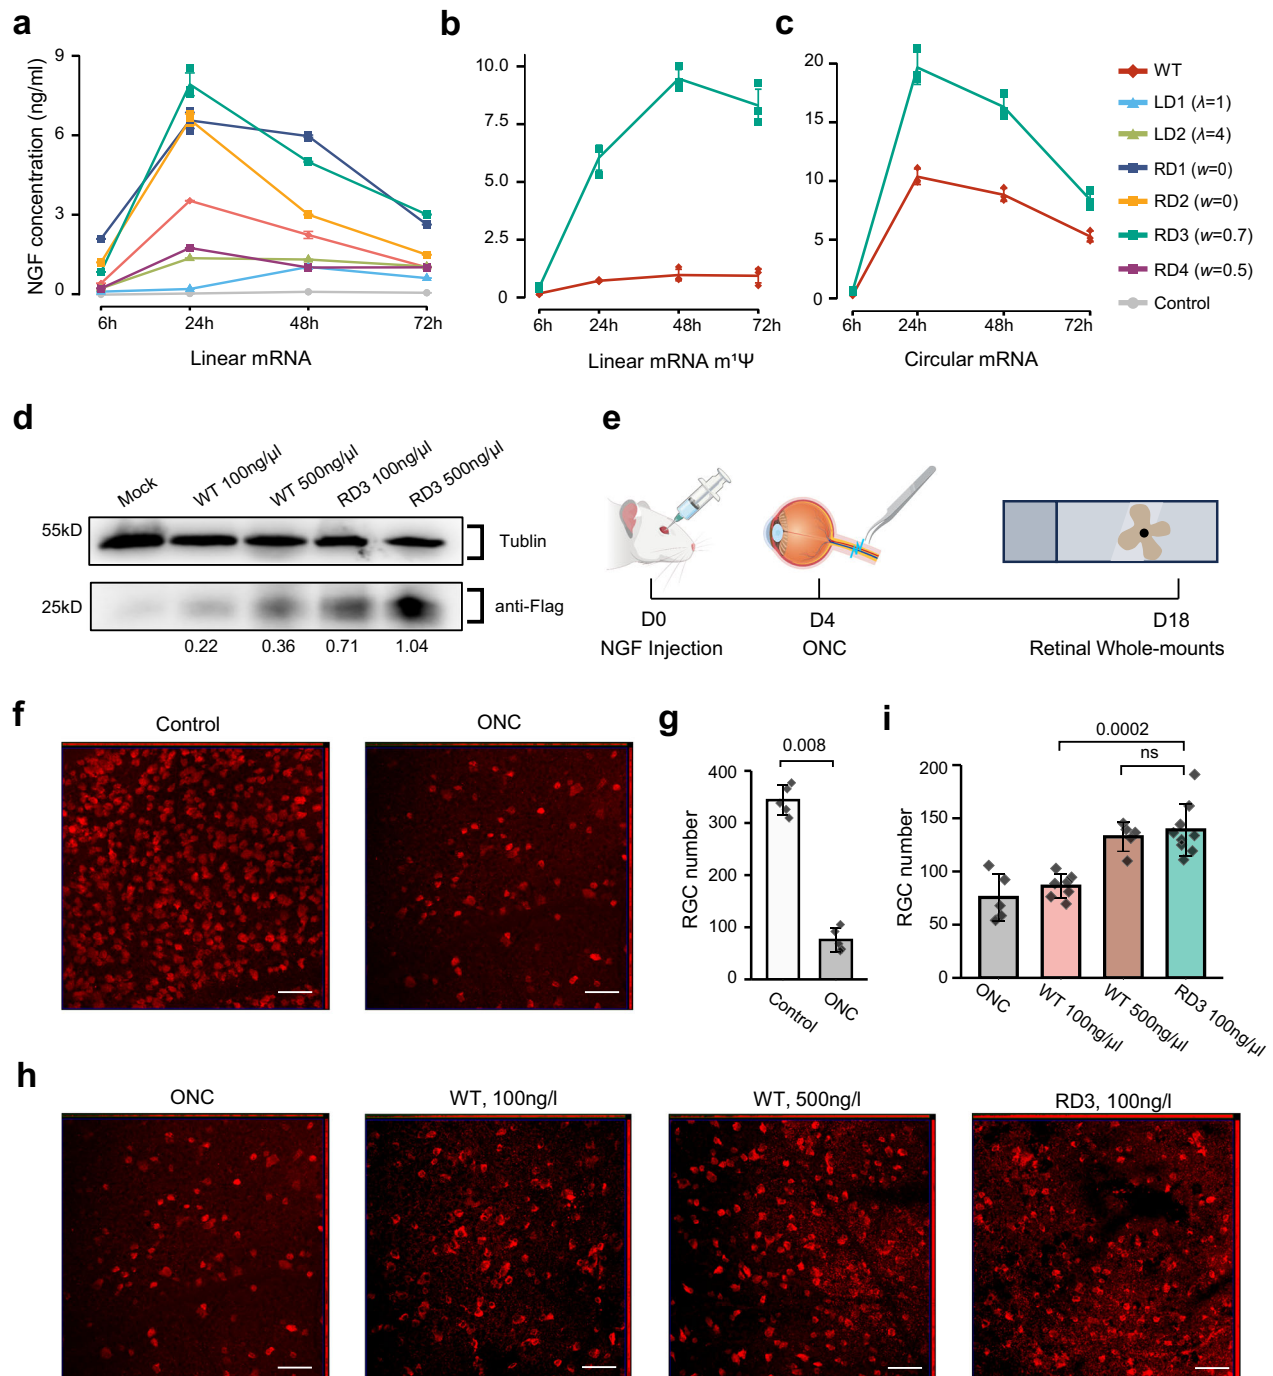 a
NGF concentration (ng/ml)
9
6
3
0
6h 24h 48h 72h
Linear mRNA
b
10.0
7.5
5.0
2.5
0
6h 24h 48h 72h
Linear mRNA m¹Ψ
c
20
15
10
5
0
6h 24h 48h 72h
Circular mRNA
WT
LD1 (λ=1)
LD2 (λ=4)
RD1 (w=0)
RD2 (w=0)
RD3 (w=0.7)
RD4 (w=0.5)
Control
d
Mock WT 100ng/µl WT 500ng/µl RD3 100ng/µl RD3 500ng/µl
55kD Tublin
25kD anti-Flag
0.22 0.36 0.71 1.04
e
D0 D4 D18
NGF Injection ONC Retinal Whole-mounts
f
Control ONC
g
0.008
RGC number
400
300
200
100
0
Control ONC
i
0.0002
ns
RGC number
200
150
100
50
0
ONC WT 100ng/µl WT 500ng/µl RD3 100ng/µl
h
ONC WT, 100ng/l WT, 500ng/l RD3, 100ng/l